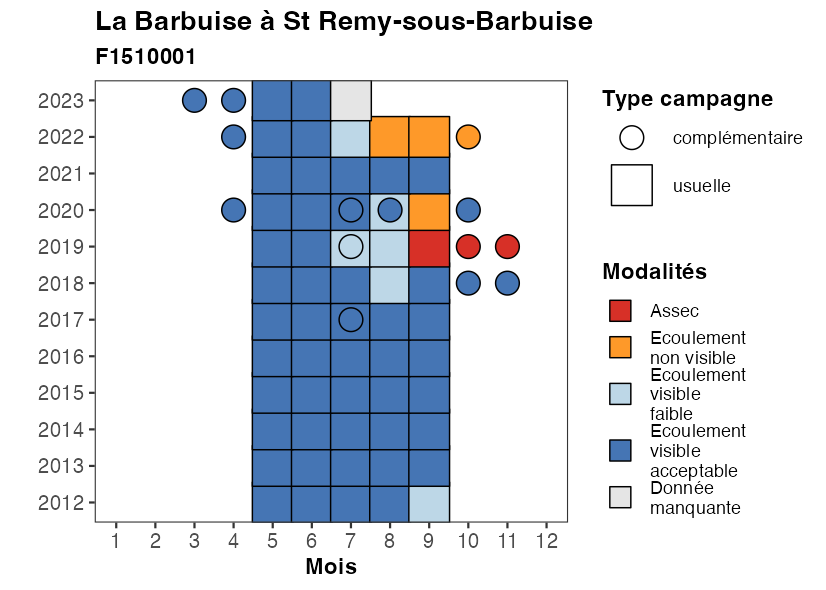 La Barbuise à St Remy-sous-Barbuise
F1510001
2023
2022
2021
2020
2019
2018
2017
2016
2015
2014
2013
2012
1 2 3 4 5 6 7 8 9 10 11 12
Mois
Type campagne
complémentaire
usuelle
Modalités
Assec
Ecoulement
non visible
Ecoulement
visible
faible
Ecoulement
visible
acceptable
Donnée
manquante